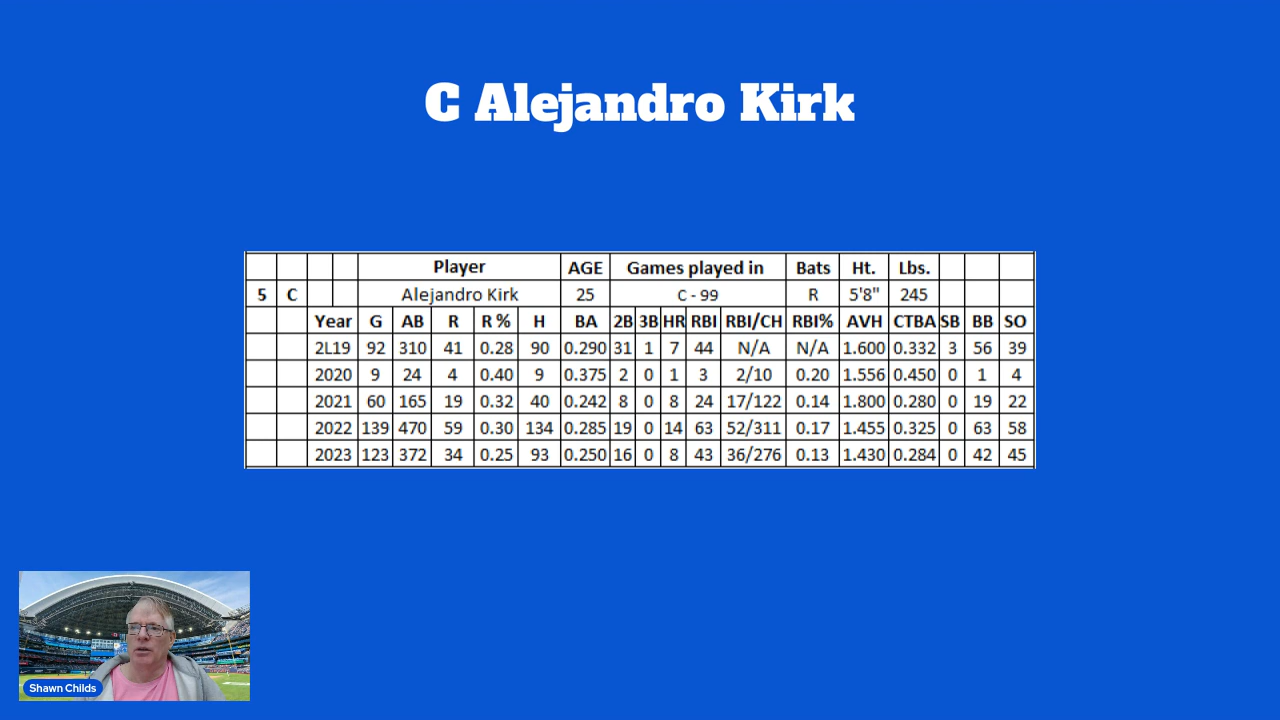 C Alejandro Kirk
Player AGE Games played in Bats Ht. Lbs.
5 C Alejandro Kirk 25 C - 99 R 5'8" 245
Year G AB R R % H BA 2B 3B HR RBI RBI/CH RBI% AVH CTBA SB BB SO
2L19 92 310 41 0.28 90 0.290 31 1 7 44 N/A N/A 1.600 0.332 3 56 39
2020 9 24 4 0.40 9 0.375 2 0 1 3 2/10 0.20 1.556 0.450 0 1 4
2021 60 165 19 0.32 40 0.242 8 0 8 24 17/122 0.14 1.800 0.280 0 19 22
2022 139 470 59 0.30 134 0.285 19 0 14 63 52/311 0.17 1.455 0.325 0 63 58
2023 123 372 34 0.25 93 0.250 16 0 8 43 36/276 0.13 1.430 0.284 0 42 45
Shawn Childs